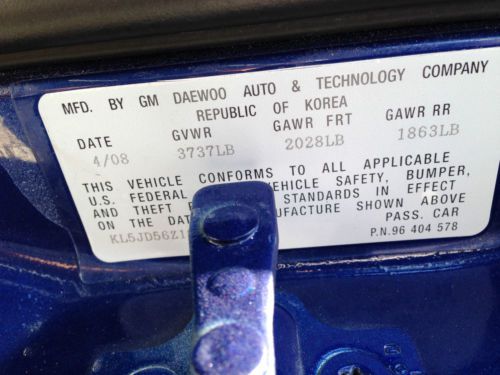 MFD. BY GM DAEWOO AUTO & TECHNOLOGY COMPANY
REPUBLIC OF KOREA
DATE GVWR GAWR FRT GAWR RR
4/08 3737LB 2028LB 1863LB
THIS VEHICLE CONFORMS TO ALL APPLICABLE
U.S. FEDERAL VEHICLE SAFETY, BUMPER,
AND THEFT STANDARDS IN EFFECT
ON THE DATE MANUFACTURE SHOWN ABOVE
PASS. CAR
P.N.96 404 578